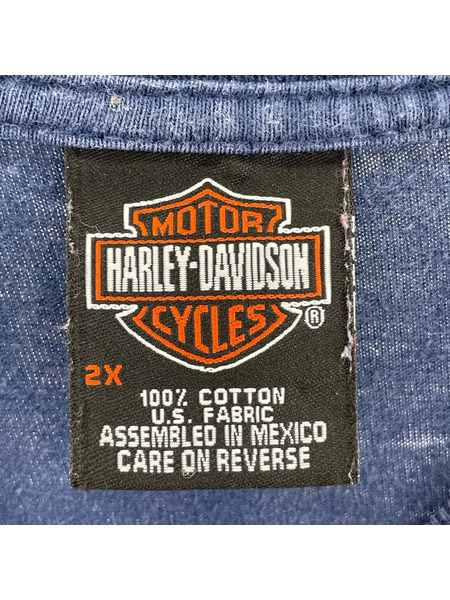 MOTOR
HARLEY-DAVIDSON
CYCLES
®
2X
100% COTTON
U.S. FABRIC
ASSEMBLED IN MEXICO
CARE ON REVERSE